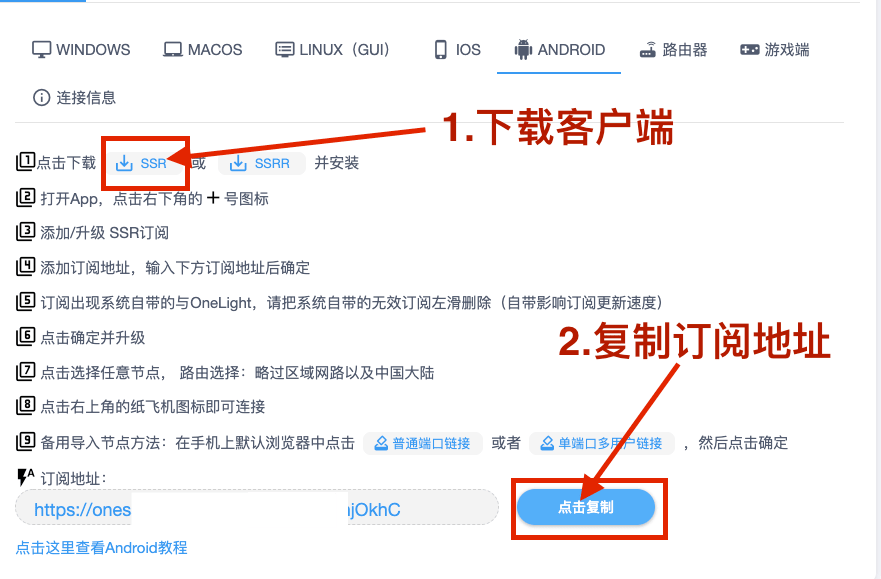 WINDOWS MACOS LINUX（GUI） IOS ANDROID 路由器 游戏端
连接信息
1.下载客户端
1 点击下载 SSR 或 SSRR 并安装
2 打开App，点击右下角的 + 号图标
3 添加/升级 SSR订阅
4 添加订阅地址，输入下方订阅地址后确定
5 订阅出现系统自带的与OneLight，请把系统自带的无效订阅左滑删除（自带影响订阅更新速度）
6 点击确定并升级
2.复制订阅地址
7 点击选择任意节点， 路由选择：略过区域网路以及中国大陆
8 点击右上角的纸飞机图标即可连接
9 备用导入节点方法：在手机上默认浏览器中点击 普通端口链接 或者 单端口多用户链接 ，然后点击确定
A 订阅地址：
https://ones jOkhC 点击复制
点击这里查看Android教程